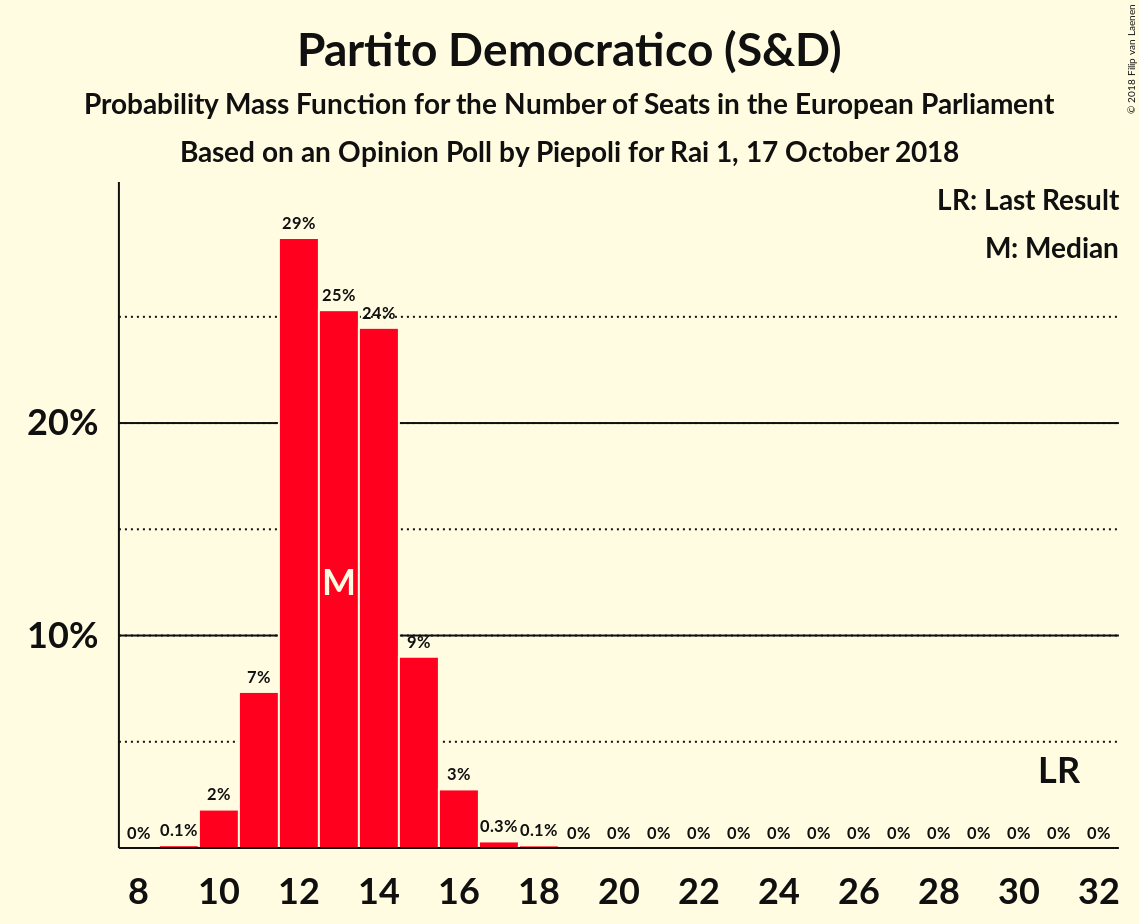 Partito Democratico (S&D)
Probability Mass Function for the Number of Seats in the European Parliament
Based on an Opinion Poll by Piepoli for Rai 1, 17 October 2018
© 2018 Filip van Laenen
LR: Last Result
M: Median
20%
10%
0% 0.1% 2% 7% 29% 25% 24% 9% 3% 0.3% 0.1% 0% 0% 0% 0% 0% 0% 0% 0% 0% 0% 0% 0% 0% 0%
M
LR
8 10 12 14 16 18 20 22 24 26 28 30 32